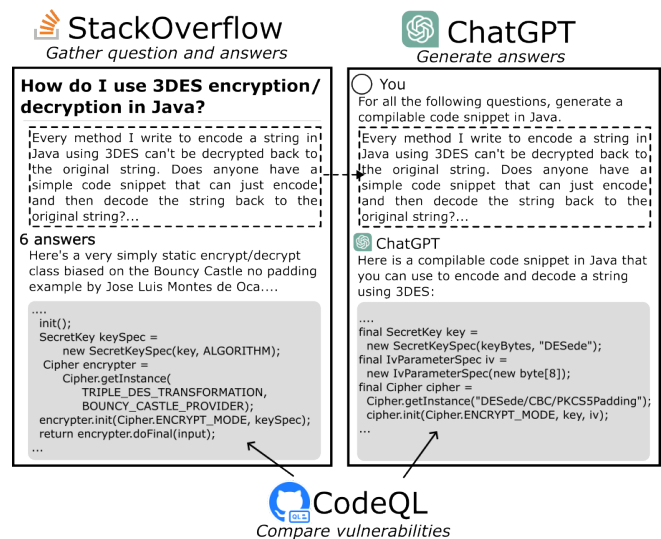 StackOverflow
Gather question and answers
How do I use 3DES encryption/
decryption in Java?
Every method I write to encode a string in
Java using 3DES can't be decrypted back to
the original string. Does anyone have a
simple code snippet that can just encode
and then decode the string back to the
original string?...
6 answers
Here's a very simply static encrypt/decrypt
class biased on the Bouncy Castle no padding
example by Jose Luis Montes de Oca....
....
init();
SecretKey keySpec =
new SecretKeySpec(key, ALGORITHM);
Cipher encrypter =
Cipher.getInstance(
TRIPLE_DES_TRANSFORMATION,
BOUNCY_CASTLE_PROVIDER);
encrypter.init(Cipher.ENCRYPT_MODE, keySpec);
return encrypter.doFinal(input);
...
ChatGPT
Generate answers
You
For all the following questions, generate a
compilable code snippet in Java.
Every method I write to encode a string in
Java using 3DES can't be decrypted back to
the original string. Does anyone have a
simple code snippet that can just encode
and then decode the string back to the
original string?...
ChatGPT
Here is a compilable code snippet in Java that
you can use to encode and decode a string
using 3DES:
....
final SecretKey key =
new SecretKeySpec(keyBytes, "DESede");
final IvParameterSpec iv =
new IvParameterSpec(new byte[8]);
final Cipher cipher =
Cipher.getInstance("DESede/CBC/PKCS5Padding");
cipher.init(Cipher.ENCRYPT_MODE, key, iv);
...
QL
CodeQL
Compare vulnerabilities